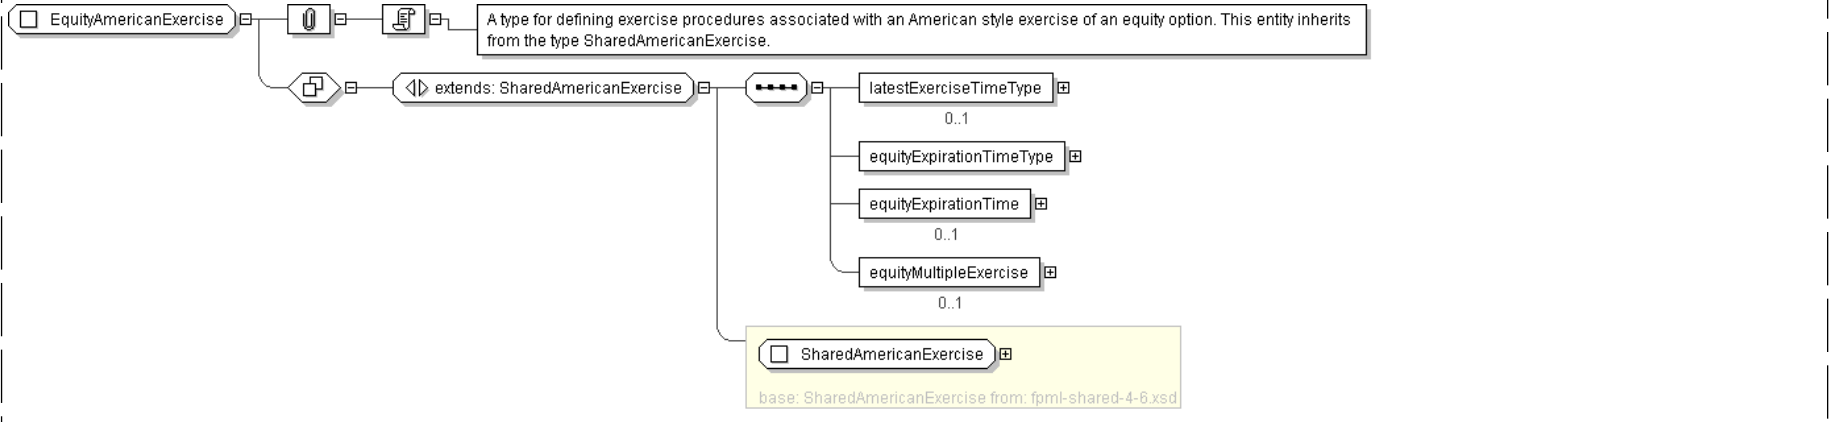 EquityAmericanExercise
A type for defining exercise procedures associated with an American style exercise of an equity option. This entity inherits
from the type SharedAmericanExercise.
extends: SharedAmericanExercise
latestExerciseTimeType
0..1
equityExpirationTimeType
equityExpirationTime
0..1
equityMultipleExercise
0..1
SharedAmericanExercise
base: SharedAmericanExercise from: fpml-shared-4-6.xsd